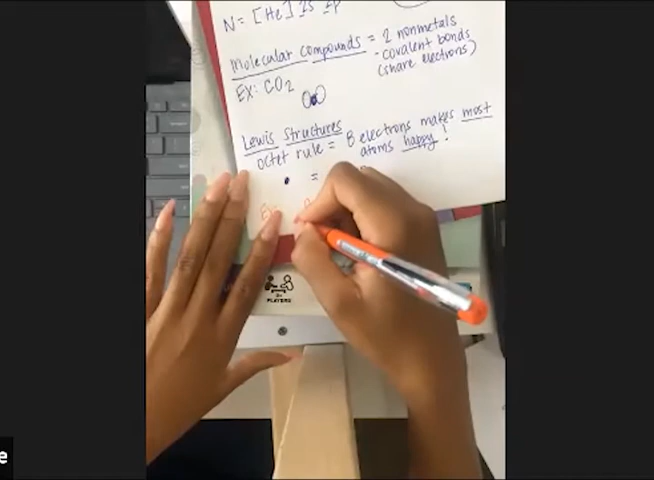 N = [He] 2s 2p
Molecular compounds = 2 nonmetals
- covalent bonds
(share electrons)
EX: CO2
Lewis Structures
octet rule = 8 electrons makes most
atoms happy!
• =
PLAYERS
e